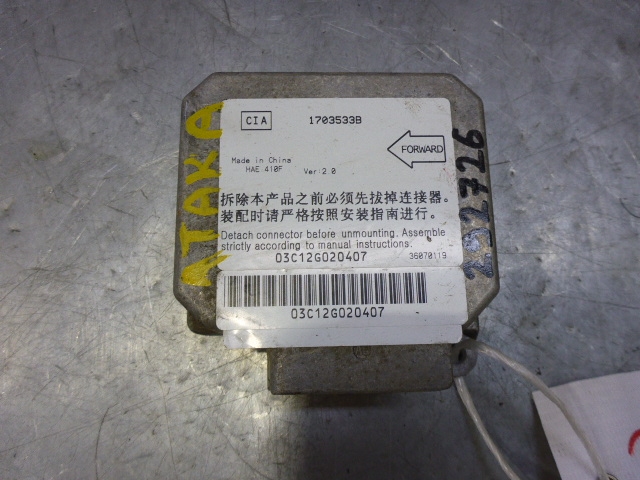 CIA 1703533B
FORWARD
Made in China
HAE 410F Ver:2.0
拆除本产品之前必须先拔掉连接器。
装配时请严格按照安装指南进行。
Detach connector before unmounting. Assemble
strictly according to manual instructions.
03C12G020407 36070119
03C12G020407
ATAKA
232726